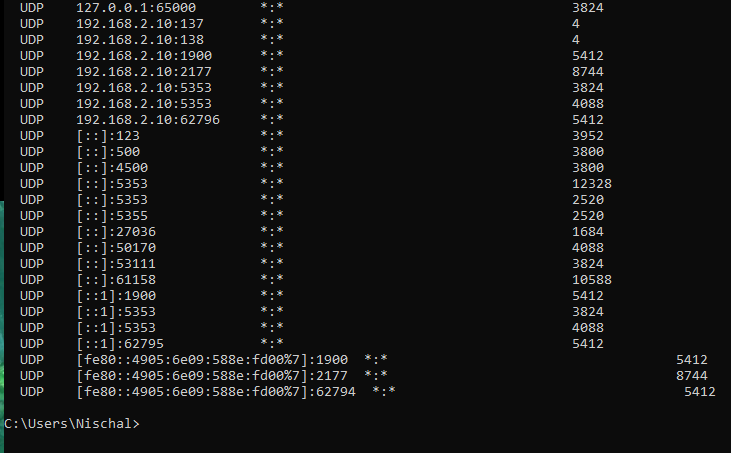 UDP 127.0.0.1:65000 *:* 3824
UDP 192.168.2.10:137 *:* 4
UDP 192.168.2.10:138 *:* 4
UDP 192.168.2.10:1900 *:* 5412
UDP 192.168.2.10:2177 *:* 8744
UDP 192.168.2.10:5353 *:* 3824
UDP 192.168.2.10:5353 *:* 4088
UDP 192.168.2.10:62796 *:* 5412
UDP [::]:123 *:* 3952
UDP [::]:500 *:* 3800
UDP [::]:4500 *:* 3800
UDP [::]:5353 *:* 12328
UDP [::]:5353 *:* 2520
UDP [::]:5355 *:* 2520
UDP [::]:27036 *:* 1684
UDP [::]:50170 *:* 4088
UDP [::]:53111 *:* 3824
UDP [::]:61158 *:* 10588
UDP [::1]:1900 *:* 5412
UDP [::1]:5353 *:* 3824
UDP [::1]:5353 *:* 4088
UDP [::1]:62795 *:* 5412
UDP [fe80::4905:6e09:588e:fd00%7]:1900 *:* 5412
UDP [fe80::4905:6e09:588e:fd00%7]:2177 *:* 8744
UDP [fe80::4905:6e09:588e:fd00%7]:62794 *:* 5412
C:\Users\Nischal>